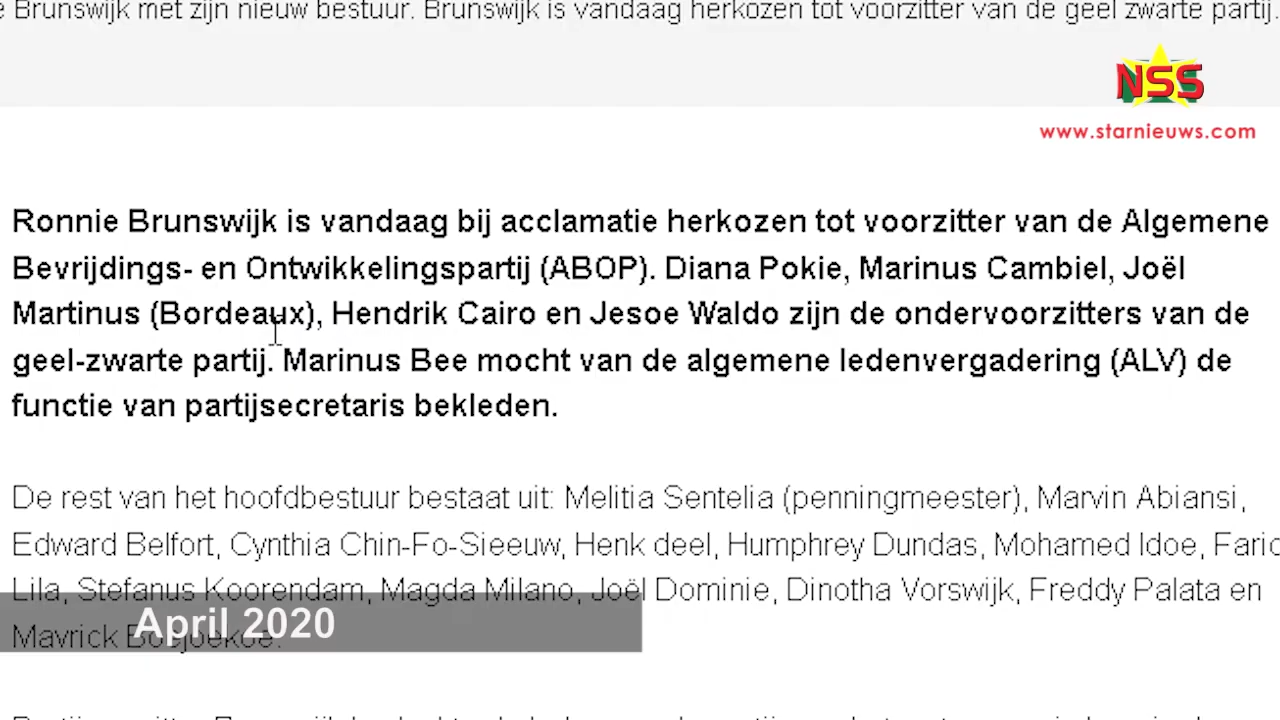 Brunswijk met zijn nieuw bestuur. Brunswijk is vandaag herkozen tot voorzitter van de geel zwarte partij.
NSS
www.starnieuws.com
Ronnie Brunswijk is vandaag bij acclamatie herkozen tot voorzitter van de Algemene
Bevrijdings- en Ontwikkelingspartij (ABOP). Diana Pokie, Marinus Cambiel, Joël
Martinus (Bordeaux), Hendrik Cairo en Jesoe Waldo zijn de ondervoorzitters van de
geel-zwarte partij. Marinus Bee mocht van de algemene ledenvergadering (ALV) de
functie van partijsecretaris bekleden.
De rest van het hoofdbestuur bestaat uit: Melitia Sentelia (penningmeester), Marvin Abiansi,
Edward Belfort, Cynthia Chin-Fo-Sieeuw, Henk deel, Humphrey Dundas, Mohamed Idoe,
Lila, Stefanus Koorendam, Magda Milano, Joël Dominie, Dinotha Vorswijk, Freddy Palata en
Mavrick
April 2020